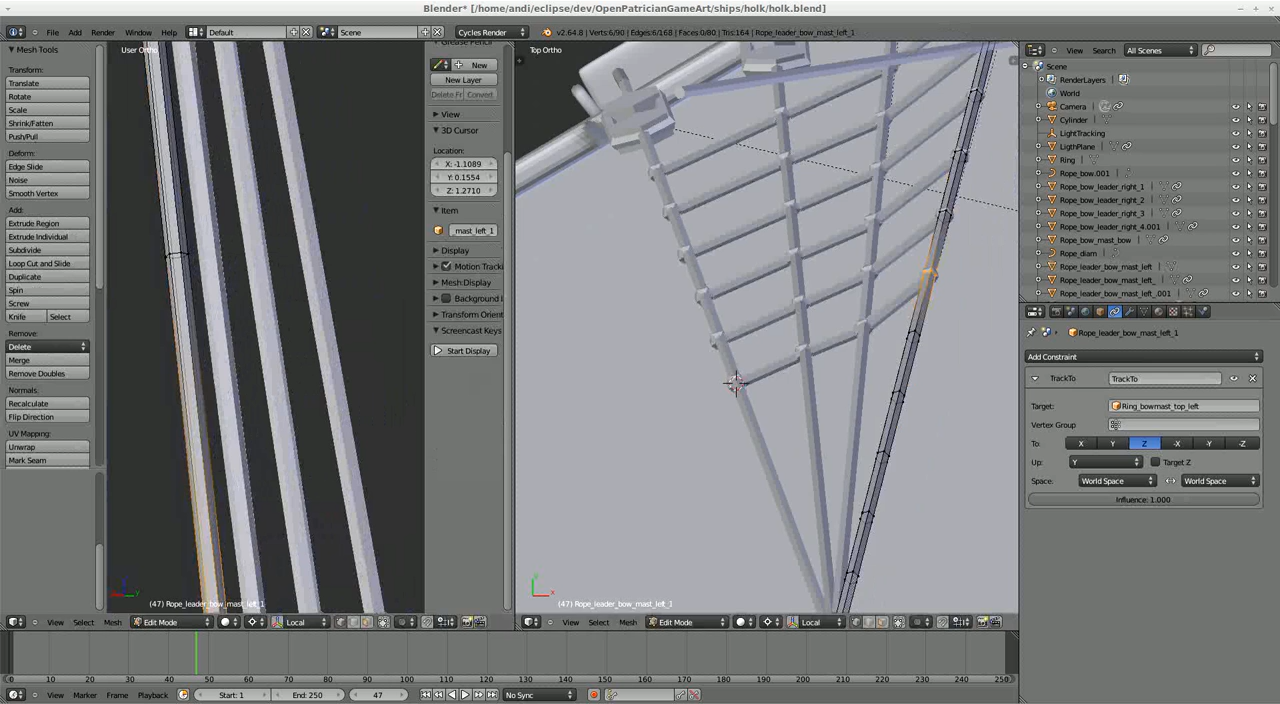 Blender* [/home/andi/eclipse/dev/OpenPatricianGameArt/ships/holk/holk.blend]
File Add Render Window Help Default Scene Cycles Render v2.64.8 | Verts:6/90 | Edges:6/168 | Faces:0/80 | Tris:164 | Rope_leader_bow_mast_left_1
Mesh Tools
Transform:
Translate
Rotate
Scale
Shrink/Fatten
Push/Pull
Deform:
Edge Slide
Noise
Smooth Vertex
Add:
Extrude Region
Extrude Individual
Subdivide
Loop Cut and Slide
Duplicate
Spin
Screw
Knife Select
Remove:
Delete
Merge
Remove Doubles
Normals:
Recalculate
Flip Direction
UV Mapping:
Unwrap
Mark Seam
User Ortho
(47) Rope_leader_bow_mast_left_1
Grease Pencil
New
New Layer
Delete Fr Convert
View
3D Cursor
Location:
X: -1.1089
Y: 0.1554
Z: 1.2710
Item
mast_left_1
Display
Motion Tracki
Mesh Display
Background I
Transform Orient
Screencast Keys
Start Display
Top Ortho
(47) Rope_leader_bow_mast_left_1
View Select Mesh Edit Mode Local
View Select Mesh Edit Mode Local
View Search All Scenes
Scene
RenderLayers
World
Camera
Cylinder
LightTracking
LigthPlane
Ring
Rope_bow.001
Rope_bow_leader_right_1
Rope_bow_leader_right_2
Rope_bow_leader_right_3
Rope_bow_leader_right_4.001
Rope_bow_mast_bow
Rope_diam
Rope_leader_bow_mast_left
Rope_leader_bow_mast_left_
Rope_leader_bow_mast_left_.001
Rope_leader_bow_mast_left_1
Add Constraint
TrackTo TrackTo
Target: Ring_bowmast_top_left
Vertex Group:
To: X Y Z -X -Y -Z
Up: Y Target Z
Space: World Space World Space
Influence: 1.000
0 10 20 30 40 50 60 70 80 90 100 110 120 130 140 150 160 170 180 190 200 210 220 230 240 250
View Marker Frame Playback Start: 1 End: 250 47 No Sync